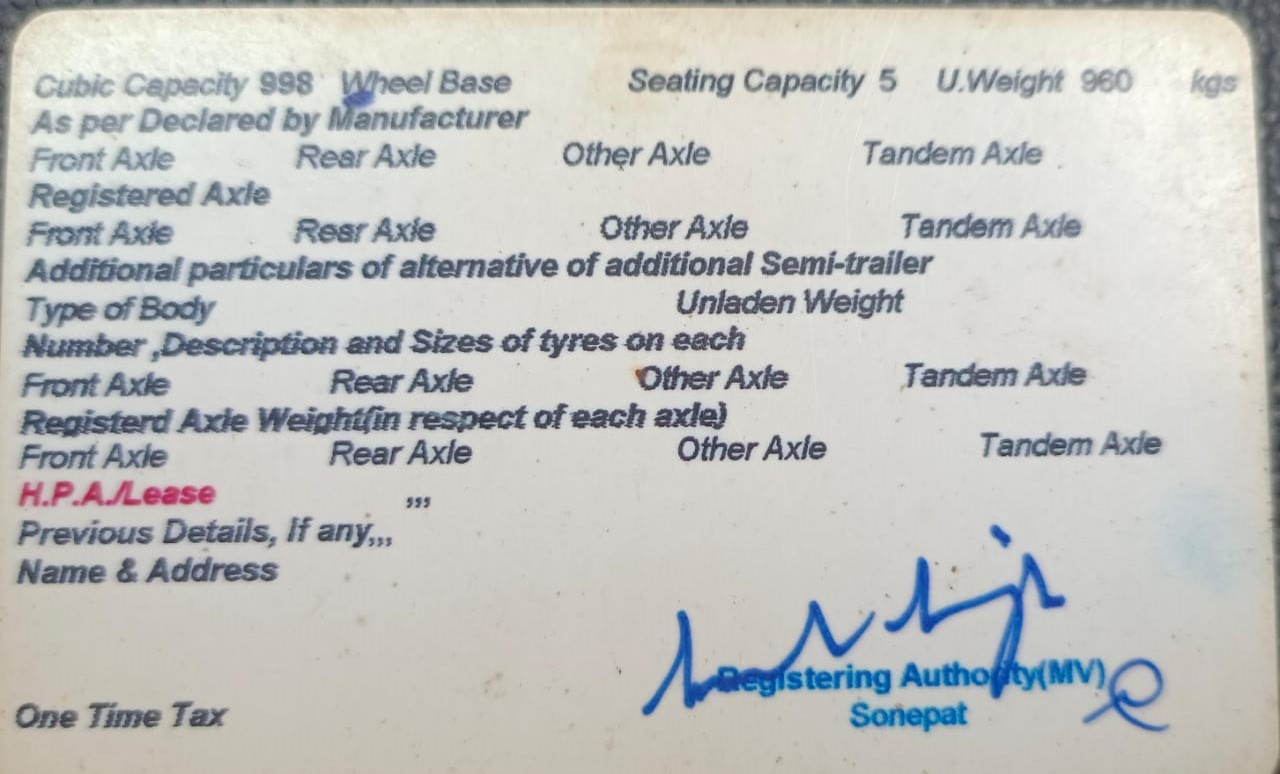 Cubic Capacity 998 Wheel Base Seating Capacity 5 U.Weight 960 kgs
As per Declared by Manufacturer
Front Axle Rear Axle Other Axle Tandem Axle
Registered Axle
Front Axle Rear Axle Other Axle Tandem Axle
Additional particulars of alternative of additional Semi-trailer
Type of Body Unladen Weight
Number ,Description and Sizes of tyres on each
Front Axle Rear Axle Other Axle Tandem Axle
Registerd Axle Weight(in respect of each axle)
Front Axle Rear Axle Other Axle Tandem Axle
H.P.A./Lease ,,,
Previous Details, If any,,,
Name & Address
Registering Authority(MV)
Sonepat
One Time Tax